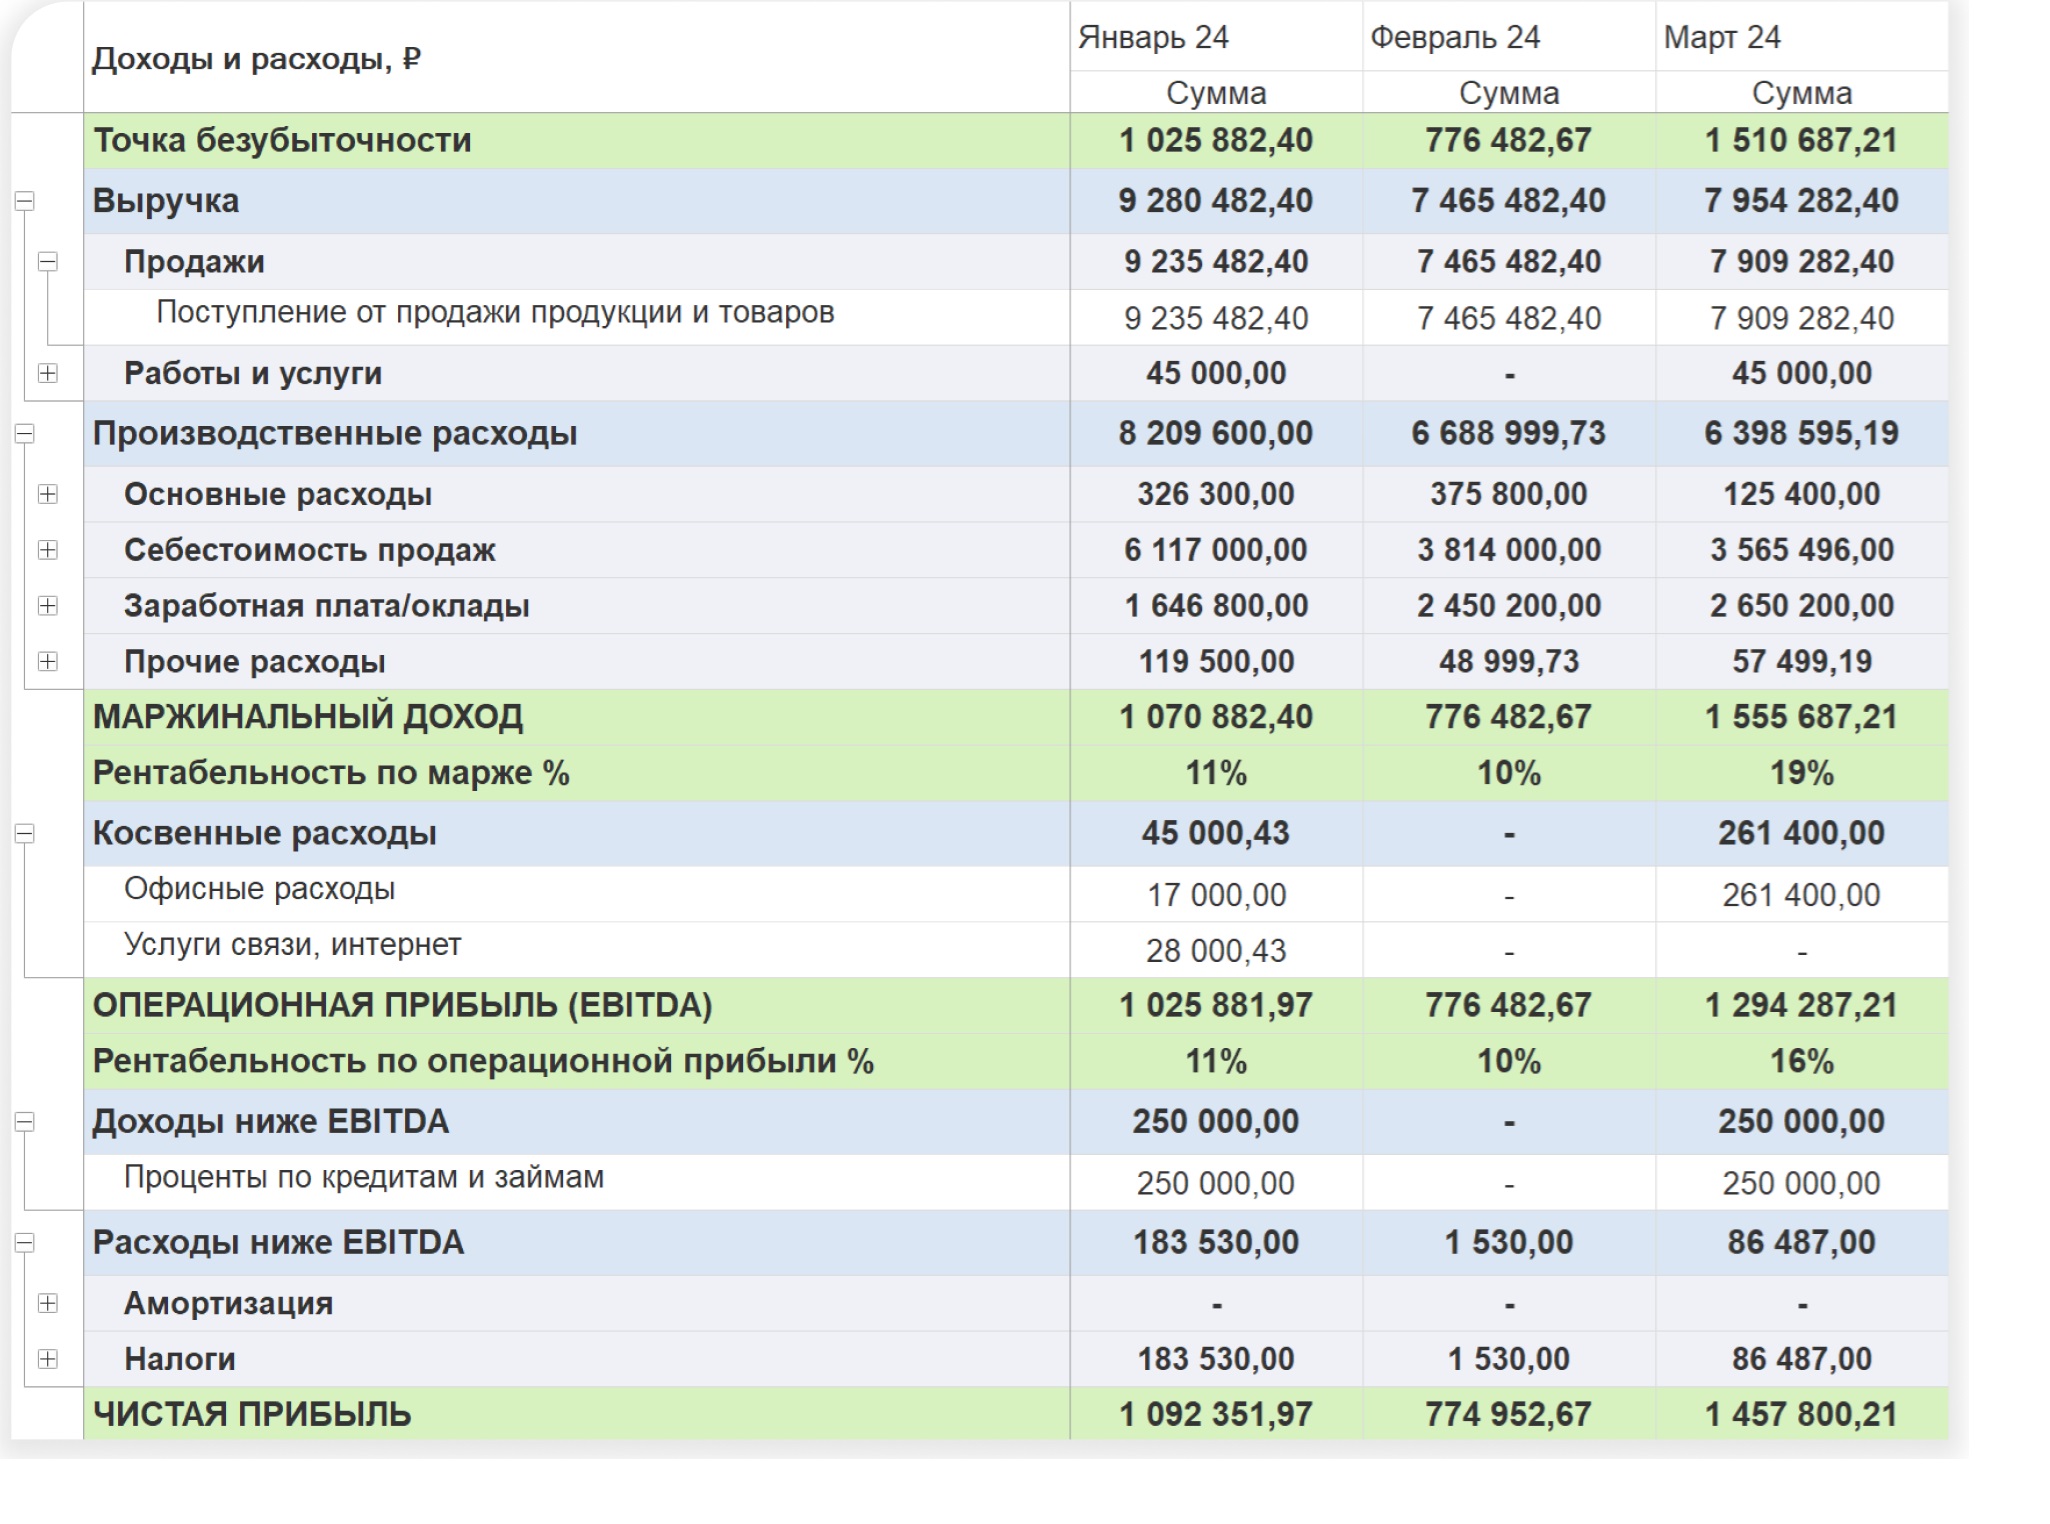 Доходы и расходы, ₽ Январь 24 Февраль 24 Март 24
Сумма Сумма Сумма
Точка безубыточности 1 025 882,40 776 482,67 1 510 687,21
Выручка 9 280 482,40 7 465 482,40 7 954 282,40
Продажи 9 235 482,40 7 465 482,40 7 909 282,40
Поступление от продажи продукции и товаров 9 235 482,40 7 465 482,40 7 909 282,40
Работы и услуги 45 000,00 - 45 000,00
Производственные расходы 8 209 600,00 6 688 999,73 6 398 595,19
Основные расходы 326 300,00 375 800,00 125 400,00
Себестоимость продаж 6 117 000,00 3 814 000,00 3 565 496,00
Заработная плата/оклады 1 646 800,00 2 450 200,00 2 650 200,00
Прочие расходы 119 500,00 48 999,73 57 499,19
МАРЖИНАЛЬНЫЙ ДОХОД 1 070 882,40 776 482,67 1 555 687,21
Рентабельность по марже % 11% 10% 19%
Косвенные расходы 45 000,43 - 261 400,00
Офисные расходы 17 000,00 - 261 400,00
Услуги связи, интернет 28 000,43 - -
ОПЕРАЦИОННАЯ ПРИБЫЛЬ (EBITDA) 1 025 881,97 776 482,67 1 294 287,21
Рентабельность по операционной прибыли % 11% 10% 16%
Доходы ниже EBITDA 250 000,00 - 250 000,00
Проценты по кредитам и займам 250 000,00 - 250 000,00
Расходы ниже EBITDA 183 530,00 1 530,00 86 487,00
Амортизация - - -
Налоги 183 530,00 1 530,00 86 487,00
ЧИСТАЯ ПРИБЫЛЬ 1 092 351,97 774 952,67 1 457 800,21